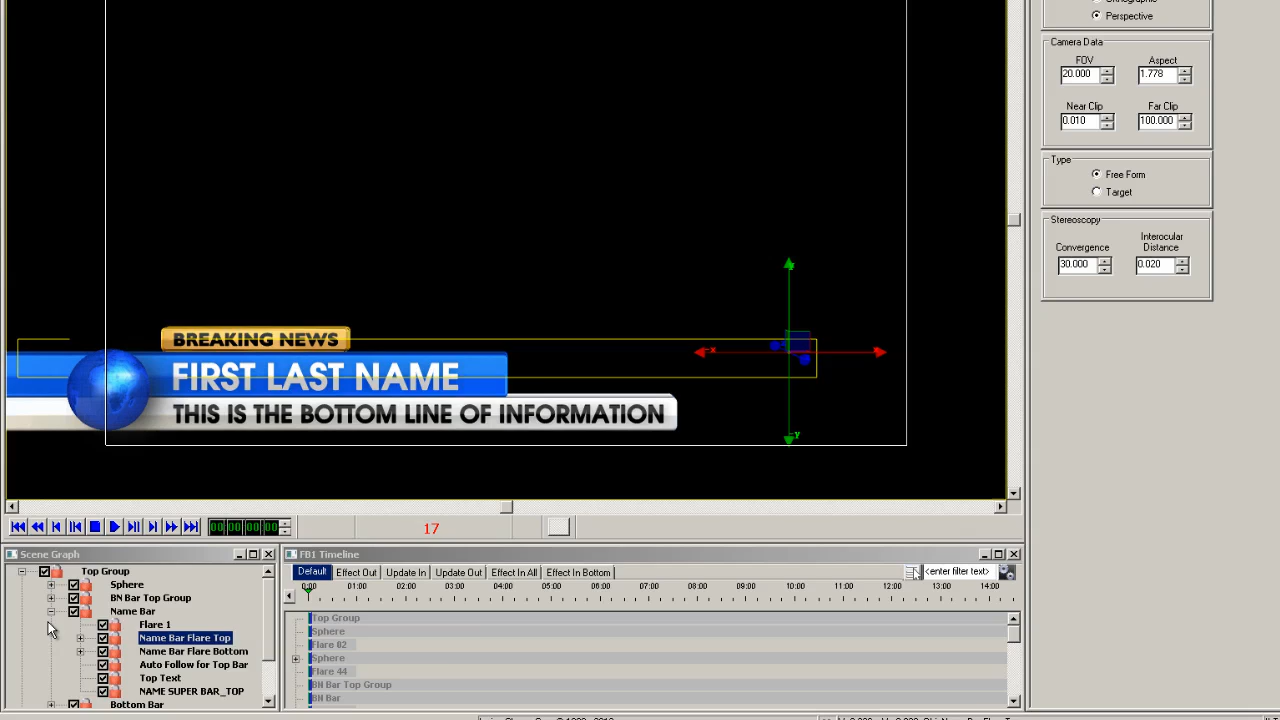 Perspective
Camera Data
FOV
Aspect
20.000
1.778
Near Clip
Far Clip
0.010
100.000
Type
Free Form
Target
Stereoscopy
Convergence
Interocular
Distance
30.000
0.020
-x
x
-y
BREAKING NEWS
FIRST LAST NAME
THIS IS THE BOTTOM LINE OF INFORMATION
00 00 00 00
17
Scene Graph
Top Group
Sphere
BN Bar Top Group
Name Bar
Flare 1
Name Bar Flare Top
Name Bar Flare Bottom
Auto Follow for Top Bar
Top Text
NAME SUPER BAR_TOP
Bottom Bar
FB1 Timeline
Default
Effect Out
Update In
Update Out
Effect In All
Effect In Bottom
<enter filter text>
0:00
01:00
02:00
03:00
04:00
05:00
06:00
07:00
08:00
09:00
10:00
11:00
12:00
13:00
14:00
Top Group
Sphere
Flare 02
Sphere
Flare 44
BN Bar Top Group
BN Bar